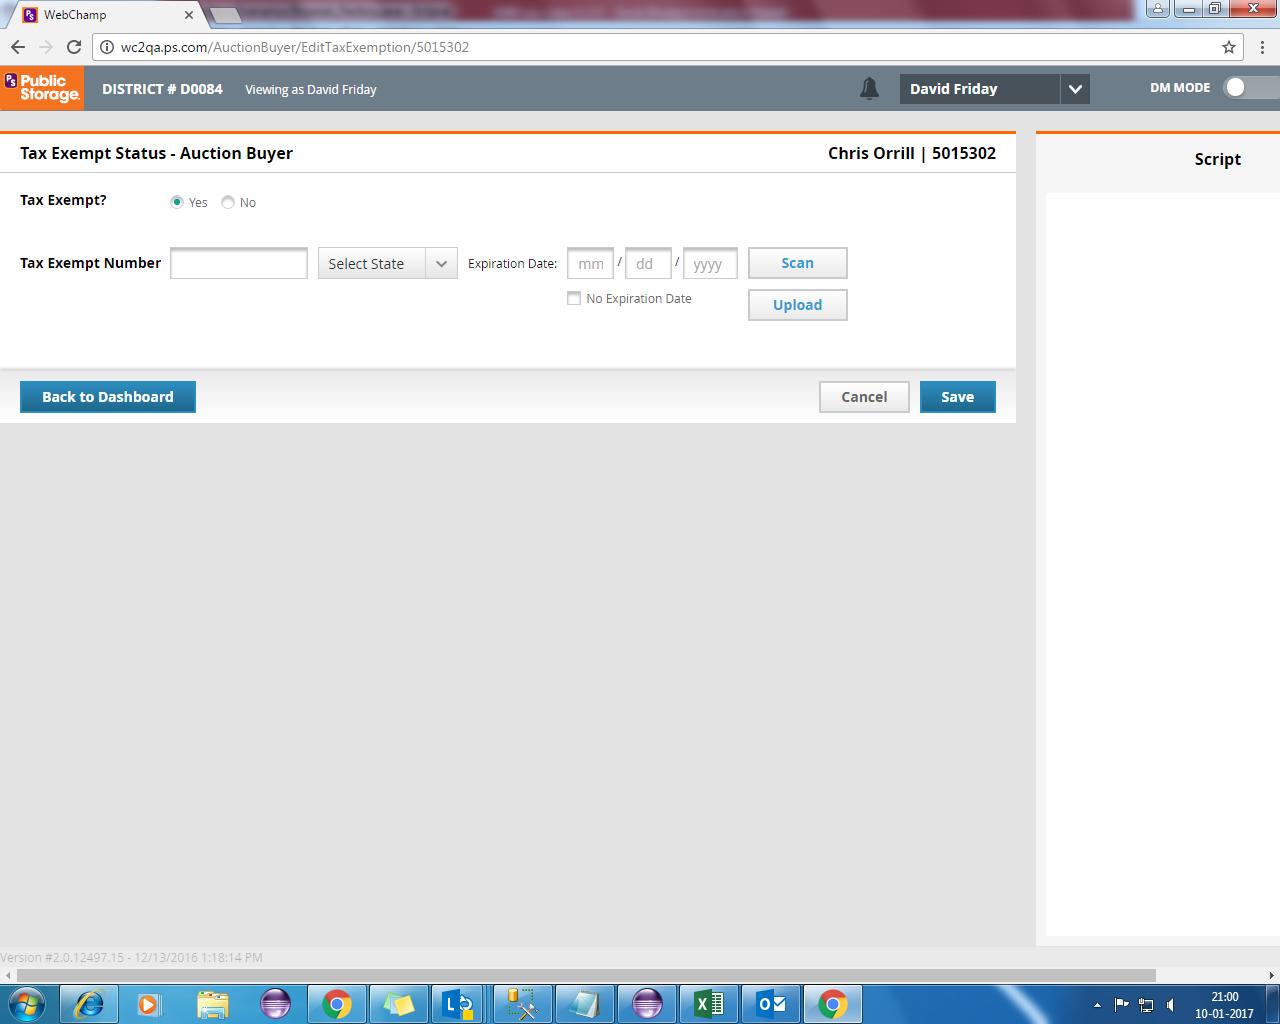 WebChamp
wc2qa.ps.com/AuctionBuyer/EditTaxExemption/5015302
PS Public Storage.
DISTRICT # D0084
Viewing as David Friday
David Friday
DM MODE
Tax Exempt Status - Auction Buyer
Chris Orrill | 5015302
Script
Tax Exempt?
Yes
No
Tax Exempt Number
Select State
Expiration Date:
mm / dd / yyyy
Scan
No Expiration Date
Upload
Back to Dashboard
Cancel
Save
Version #2.0.12497.15 - 12/13/2016 1:18:14 PM
21:00
10-01-2017